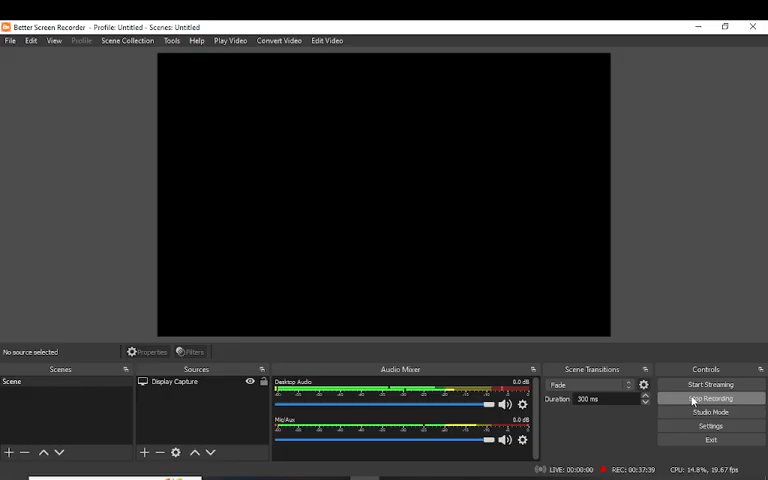 Better Screen Recorder - Profile: Untitled - Scenes: Untitled
File Edit View Profile Scene Collection Tools Help Play Video Convert Video Edit Video
No source selected Properties Filters
Scenes Sources Audio Mixer Scene Transitions Controls
Scene
Display Capture
Desktop Audio 0.0 dB
Mic/Aux 0.0 dB
Fade
Duration 300 ms
Start Streaming
Stop Recording
Studio Mode
Settings
Exit
LIVE: 00:00:00 REC: 00:37:39 CPU: 14.8%, 19.67 fps